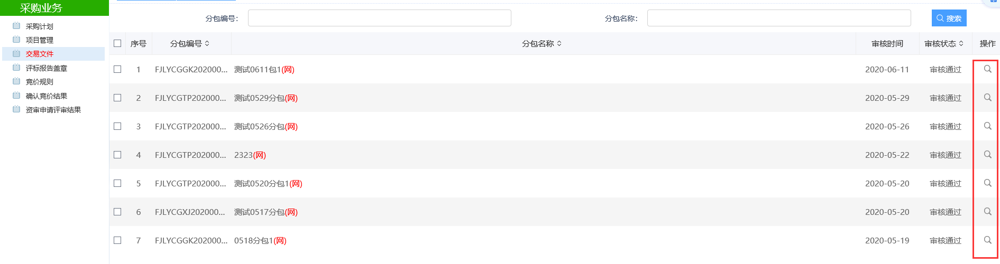 采购业务
采购计划
项目管理
交易文件
评标报告盖章
竞价规则
确认竞价结果
资审申请评审结果
分包编号： 分包名称： 搜索
序号 分包编号 分包名称 审核时间 审核状态 操作
1 FJLYCGGK202000... 测试0611包1(网) 2020-06-11 审核通过
2 FJLYCGTP202000... 测试0529分包(网) 2020-05-29 审核通过
3 FJLYCGTP202000... 测试0526分包(网) 2020-05-26 审核通过
4 FJLYCGTP202000... 2323(网) 2020-05-22 审核通过
5 FJLYCGTP202000... 测试0520分包1(网) 2020-05-20 审核通过
6 FJLYCGXJ202000... 测试0517分包(网) 2020-05-20 审核通过
7 FJLYCGGK202000... 0518分包1(网) 2020-05-19 审核通过